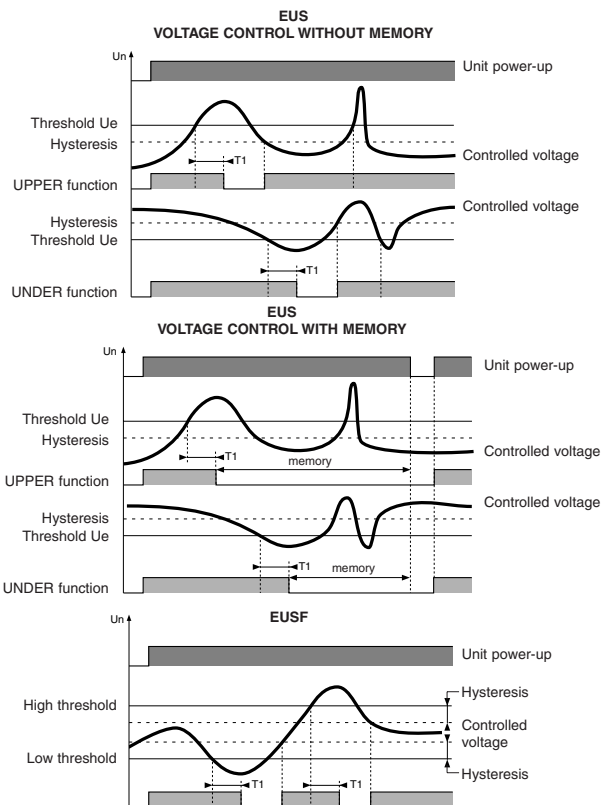 EUS
VOLTAGE CONTROL WITHOUT MEMORY
Un
Unit power-up
Threshold Ue
Hysteresis
T1
Controlled voltage
UPPER function
Hysteresis
Controlled voltage
Threshold Ue
T1
UNDER function
EUS
VOLTAGE CONTROL WITH MEMORY
Un
Unit power-up
Threshold Ue
Hysteresis
T1
memory
Controlled voltage
UPPER function
Controlled voltage
Hysteresis
Threshold Ue
T1
memory
UNDER function
EUSF
Un
Unit power-up
High threshold
Hysteresis
Controlled
voltage
Low threshold
Hysteresis
T1
T1